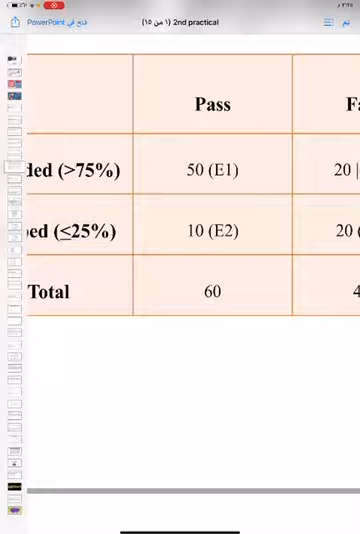 فتح في PowerPoint
2nd practical (١ من ١٥)
تم
Pass
ded (>75%)
50 (E1)
20
ed (≤25%)
10 (E2)
20 (
Total
60
4